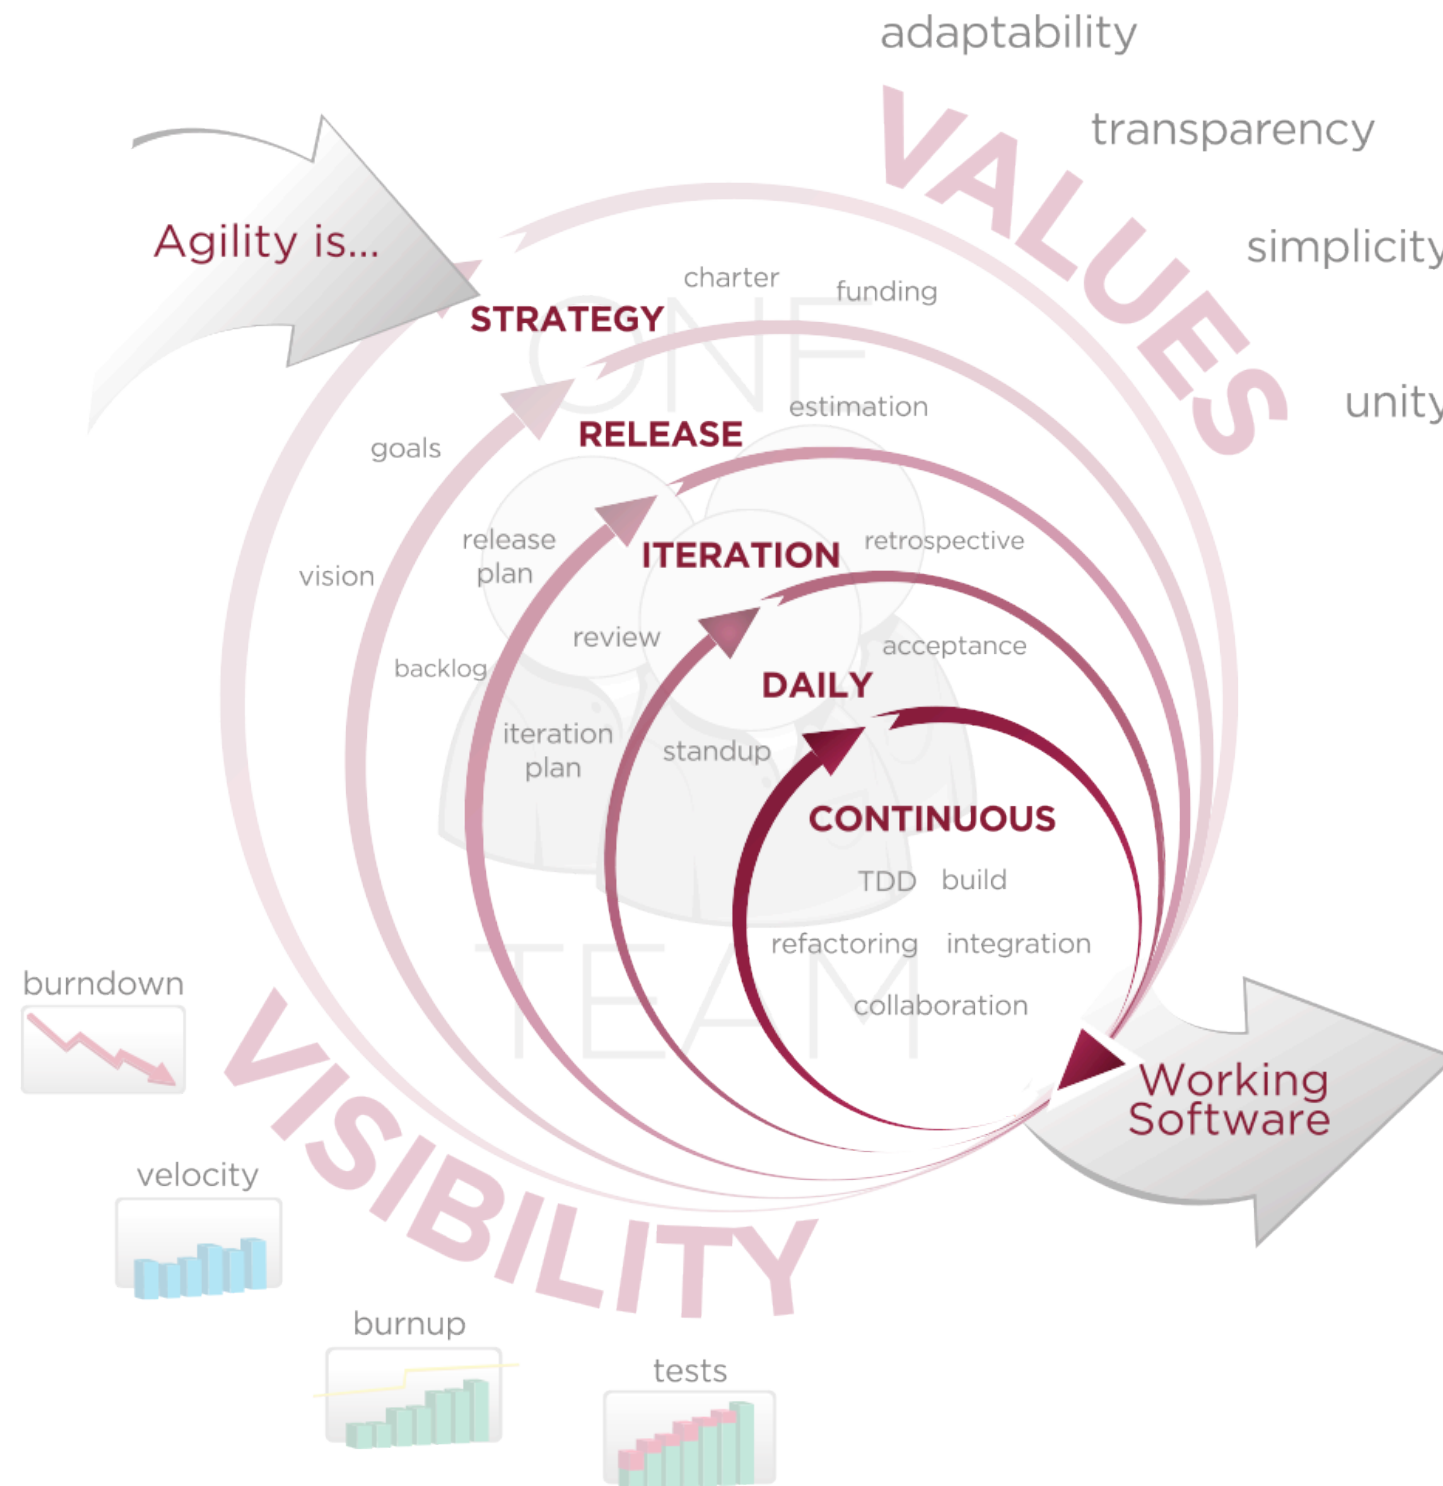 adaptability
transparency
simplicity
unity
VALUES
Agility is...
STRATEGY
charter
funding
goals
vision
RELEASE
estimation
release
plan
backlog
ITERATION
retrospective
review
iteration
plan
DAILY
acceptance
standup
CONTINUOUS
TDD build
refactoring integration
collaboration
ONE
TEAM
Working
Software
VISIBILITY
burndown
velocity
burnup
tests